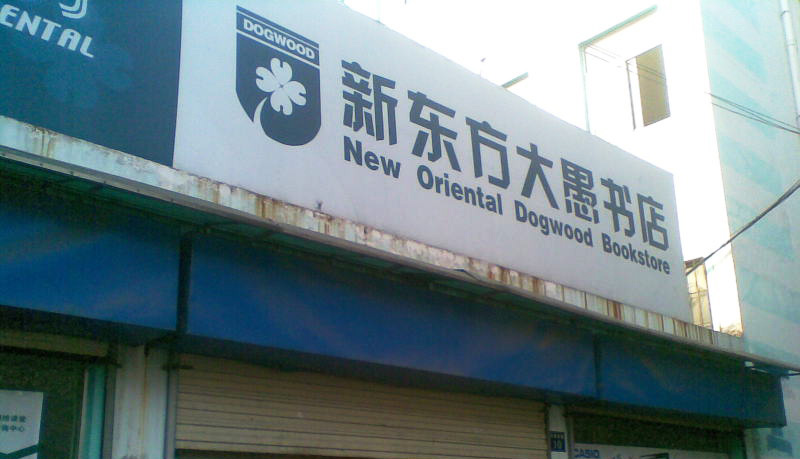 ENTAL
DOGWOOD
新东方大愚书店
New Oriental Dogwood Bookstore
CASIO